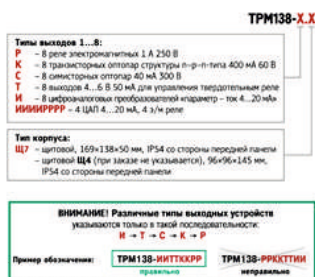 ТРМ138-Х.Х
Типы выходов 1...8:
Р – 8 реле электромагнитных 1 А 250 В
К – 8 транзисторных оптопар структуры n–p–n-типа 400 мА 60 В
С – 8 симисторных оптопар 40 мА 300 В
Т – 8 выходов 4...6 В 50 мА для управления твердотельным реле
И – 8 цифроаналоговых преобразователей «параметр – ток 4...20 мА»
ИИИИРРРР – 4 ЦАП 4...20 мА, 4 э/м реле
Тип корпуса:
Щ7 – щитовой, 169×138×50 мм, IP54 со стороны передней панели
– щитовой Щ4 (при заказе не указывается), 96×96×145 мм,
IP54 со стороны передней панели
ВНИМАНИЕ! Различные типы выходных устройств
указываются только в такой последовательности:
И → Т → С → К → Р
Пример обозначения:
ТРМ138-ИИТТККРР
ТРМ138-РРККТТИИ
правильно
неправильно